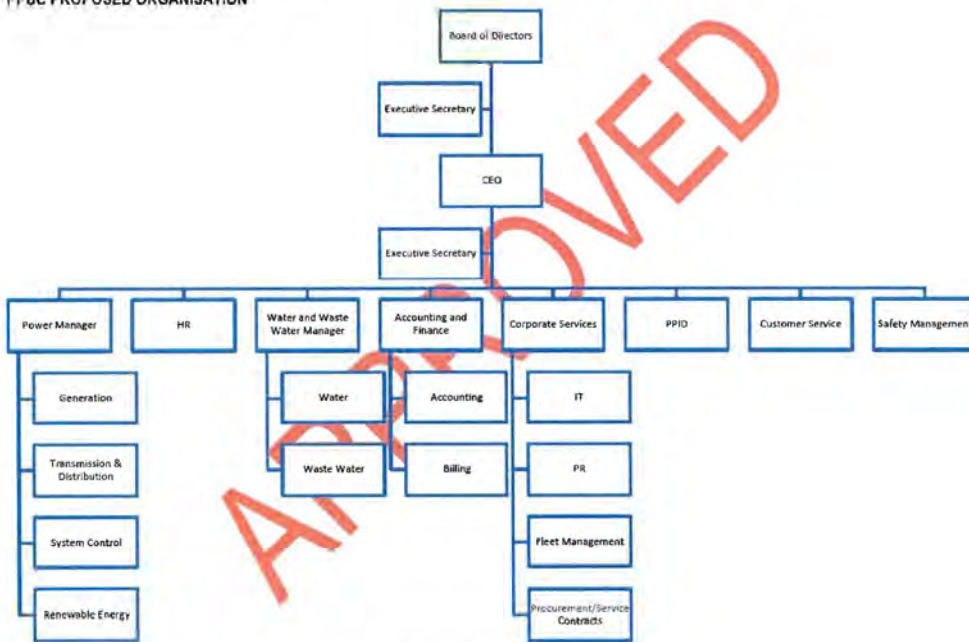 PROPOSED ORGANISATION
Board of Directors
Executive Secretary
CEO
Executive Secretary
Power Manager
HR
Water and Waste
Water Manager
Accounting and
Finance
Corporate Services
PPID
Customer Service
Safety Management
Generation
Water
Accounting
IT
Transmission &
Distribution
Waste Water
Billing
PR
System Control
Fleet Management
Renewable Energy
Procurement/Service
Contracts
APPROVED